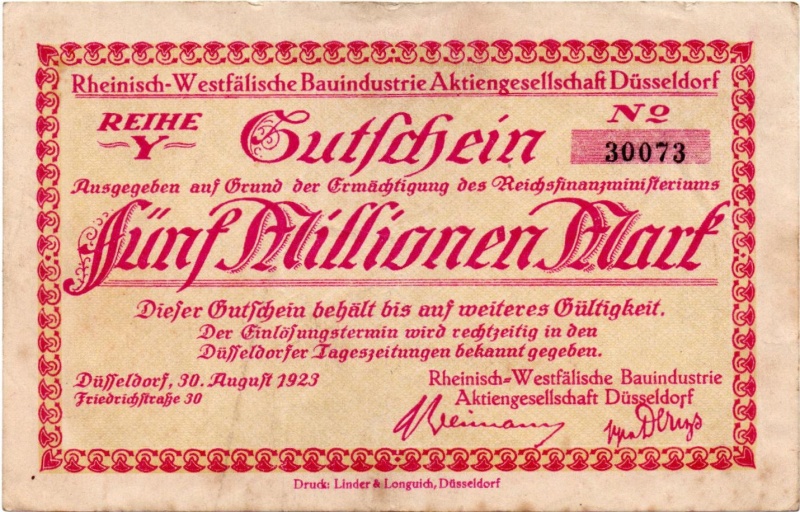 Rheinisch-Westfälische Bauindustrie Aktiengesellschaft Düsseldorf
REIHE
Y
Gutschein
No
30073
Ausgegeben auf Grund der Ermächtigung des Reichsfinanzministeriums
Fünf Millionen Mark
Dieser Gutschein behält bis auf weiteres Gültigkeit.
Der Einlösungstermin wird rechtzeitig in den
Düsseldorfer Tageszeitungen bekannt gegeben.
Düsseldorf, 30. August 1923
Friedrichstraße 30
Rheinisch-Westfälische Bauindustrie
Aktiengesellschaft Düsseldorf
Druck: Linder & Longuich, Düsseldorf